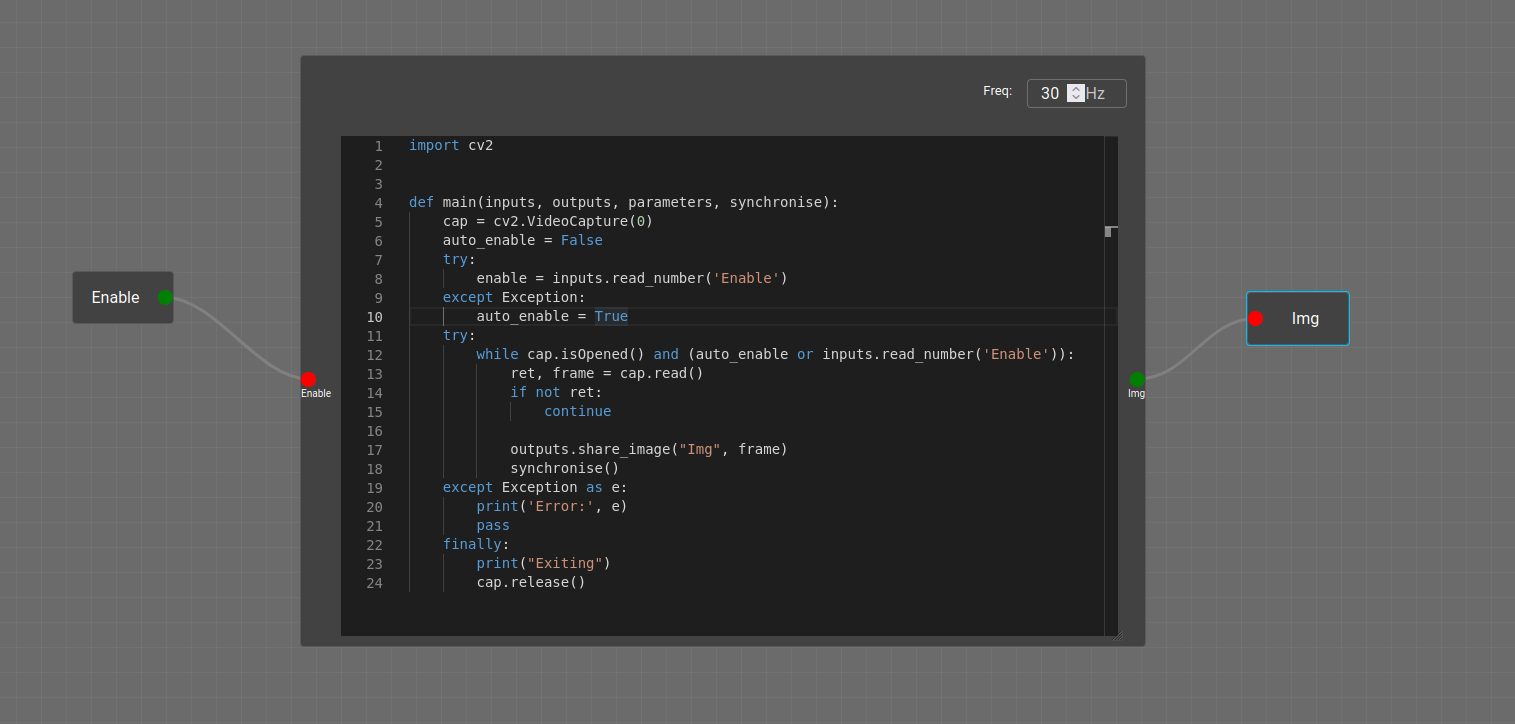 Freq: 30 Hz
1 import cv2
2
3
4 def main(inputs, outputs, parameters, synchronise):
5     cap = cv2.VideoCapture(0)
6     auto_enable = False
7     try:
8         enable = inputs.read_number('Enable')
9     except Exception:
10         auto_enable = True
11     try:
12         while cap.isOpened() and (auto_enable or inputs.read_number('Enable')):
13             ret, frame = cap.read()
14             if not ret:
15                 continue
16
17             outputs.share_image("Img", frame)
18             synchronise()
19     except Exception as e:
20         print('Error:', e)
21         pass
22     finally:
23         print("Exiting")
24         cap.release()
Enable
Enable
Img
Img